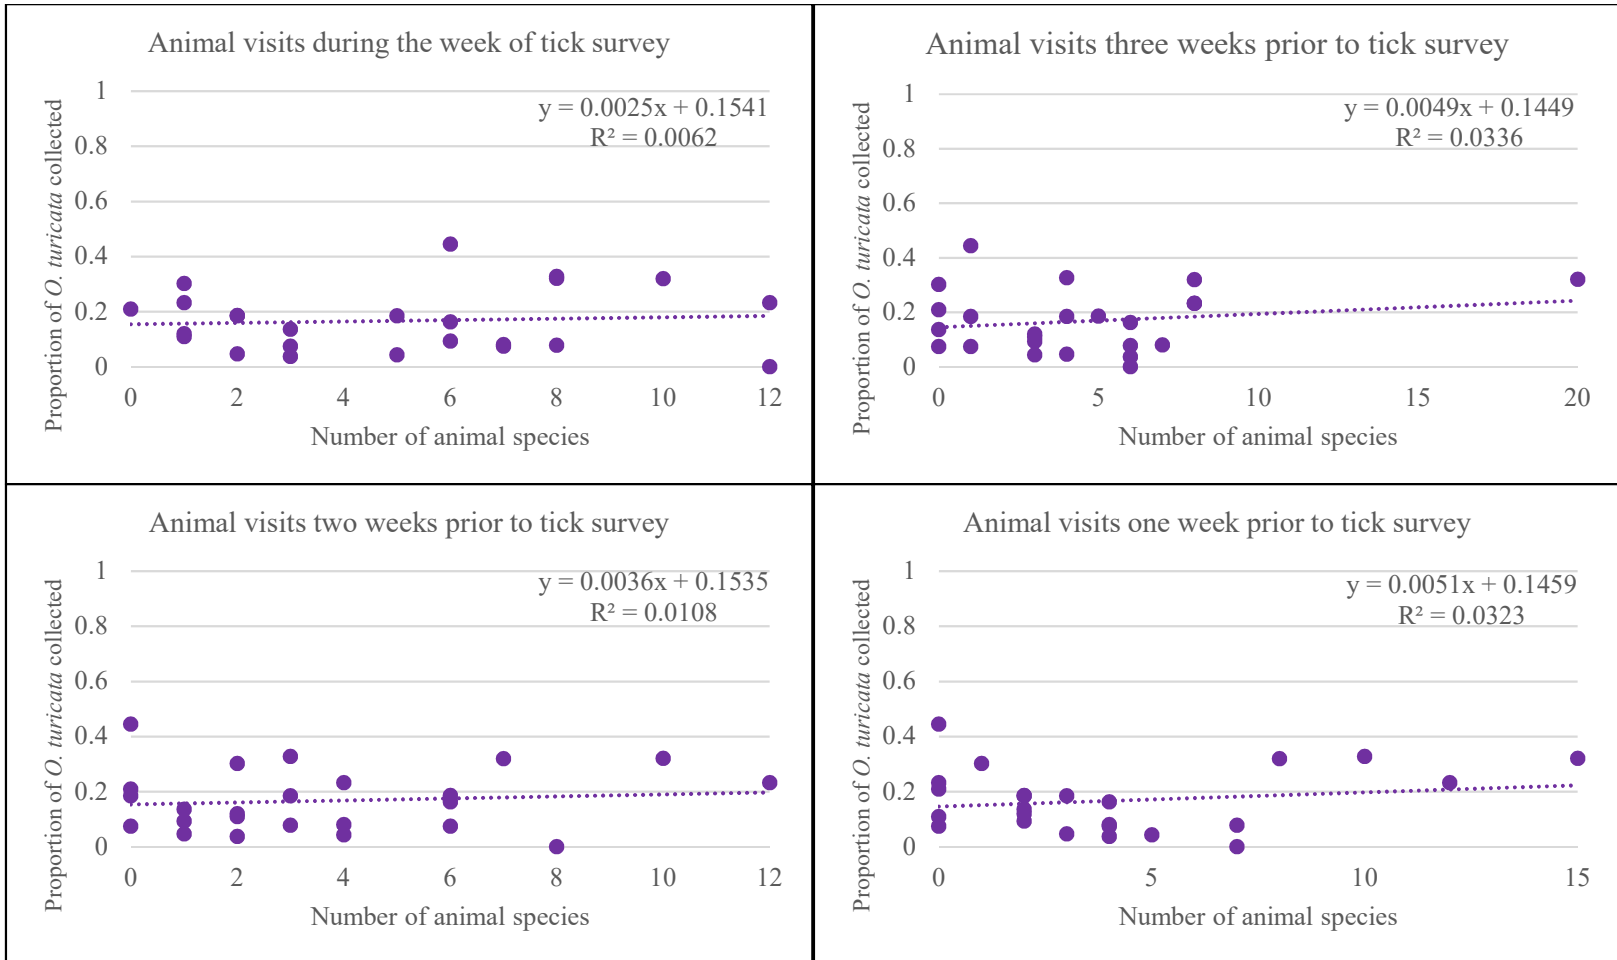 Animal visits during the week of tick survey
Proportion of O. turicata collected
y = 0.0025x + 0.1541
R² = 0.0062
1
0.8
0.6
0.4
0.2
0
0 2 4 6 8 10 12
Number of animal species
Animal visits three weeks prior to tick survey
Proportion of O. turicata collected
y = 0.0049x + 0.1449
R² = 0.0336
1
0.8
0.6
0.4
0.2
0
0 5 10 15 20
Number of animal species
Animal visits two weeks prior to tick survey
Proportion of O. turicata collected
y = 0.0036x + 0.1535
R² = 0.0108
1
0.8
0.6
0.4
0.2
0
0 2 4 6 8 10 12
Number of animal species
Animal visits one week prior to tick survey
Proportion of O. turicata collected
y = 0.0051x + 0.1459
R² = 0.0323
1
0.8
0.6
0.4
0.2
0
0 5 10 15
Number of animal species